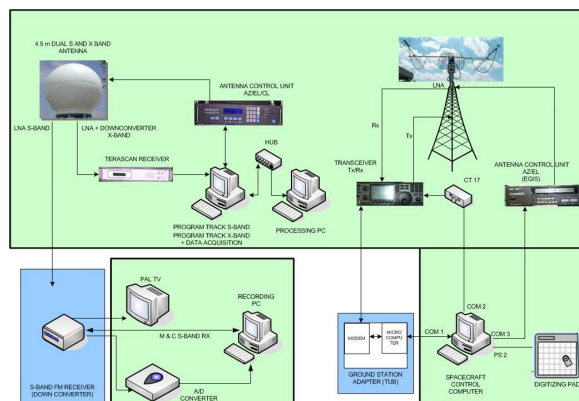 4.5 m DUAL S AND X BAND
ANTENNA
LNA S-BAND
LNA + DOWNCONVERTER
X-BAND
ANTENNA CONTROL UNIT
AZ/EL/CL
TERASCAN RECEIVER
HUB
PROGRAM TRACK S-BAND
PROGRAM TRACK X-BAND
+ DATA ACQUISITION
PROCESSING PC
LNA
Rx
Tx
TRANSCEIVER
Tx/Rx
CT 17
ANTENNA CONTROL UNIT
AZ/EL
(EGIS)
PAL TV
RECORDING
PC
M & C S-BAND RX
S-BAND FM RECEIVER
(DOWN CONVERTER)
A/D
CONVERTER
MODEM
MICRO
COMPU
TER
GROUND STATION
ADAPTER (TUB)
COM 1
COM 2
COM 3
PS 2
SPACECRAFT
CONTROL
COMPUTER
DIGITIZING PAD